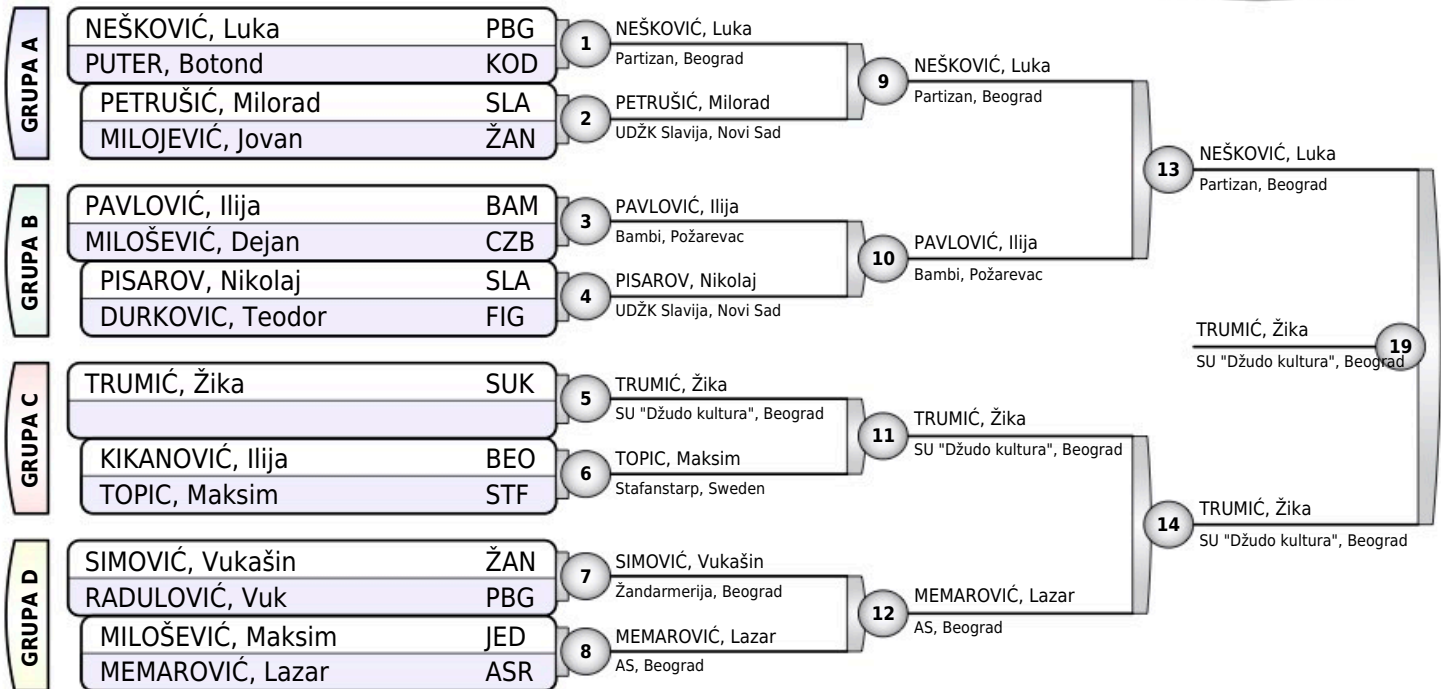 GRUPA A
NEŠKOVIĆ, Luka PBG
PUTER, Botond KOD
PETRUŠIĆ, Milorad SLA
MILOJEVIĆ, Jovan ŽAN
GRUPA B
PAVLOVIĆ, Ilija BAM
MILOŠEVIĆ, Dejan CZB
PISAROV, Nikolaj SLA
DURKOVIC, Teodor FIG
GRUPA C
TRUMIĆ, Žika SUK
KIKANOVIĆ, Ilija BEO
TOPIC, Maksim STF
GRUPA D
SIMOVIĆ, Vukašin ŽAN
RADULOVIĆ, Vuk PBG
MILOŠEVIĆ, Maksim JED
MEMAROVIĆ, Lazar ASR
1
NEŠKOVIĆ, Luka
Partizan, Beograd
2
PETRUŠIĆ, Milorad
UDŽK Slavija, Novi Sad
3
PAVLOVIĆ, Ilija
Bambi, Požarevac
4
PISAROV, Nikolaj
UDŽK Slavija, Novi Sad
5
TRUMIĆ, Žika
SU "Džudo kultura", Beograd
6
TOPIC, Maksim
Stafanstarp, Sweden
7
SIMOVIĆ, Vukašin
Žandarmerija, Beograd
8
MEMAROVIĆ, Lazar
AS, Beograd
9
NEŠKOVIĆ, Luka
Partizan, Beograd
10
PAVLOVIĆ, Ilija
Bambi, Požarevac
11
TRUMIĆ, Žika
SU "Džudo kultura", Beograd
12
MEMAROVIĆ, Lazar
AS, Beograd
13
NEŠKOVIĆ, Luka
Partizan, Beograd
14
TRUMIĆ, Žika
SU "Džudo kultura", Beograd
19
TRUMIĆ, Žika
SU "Džudo kultura", Beograd